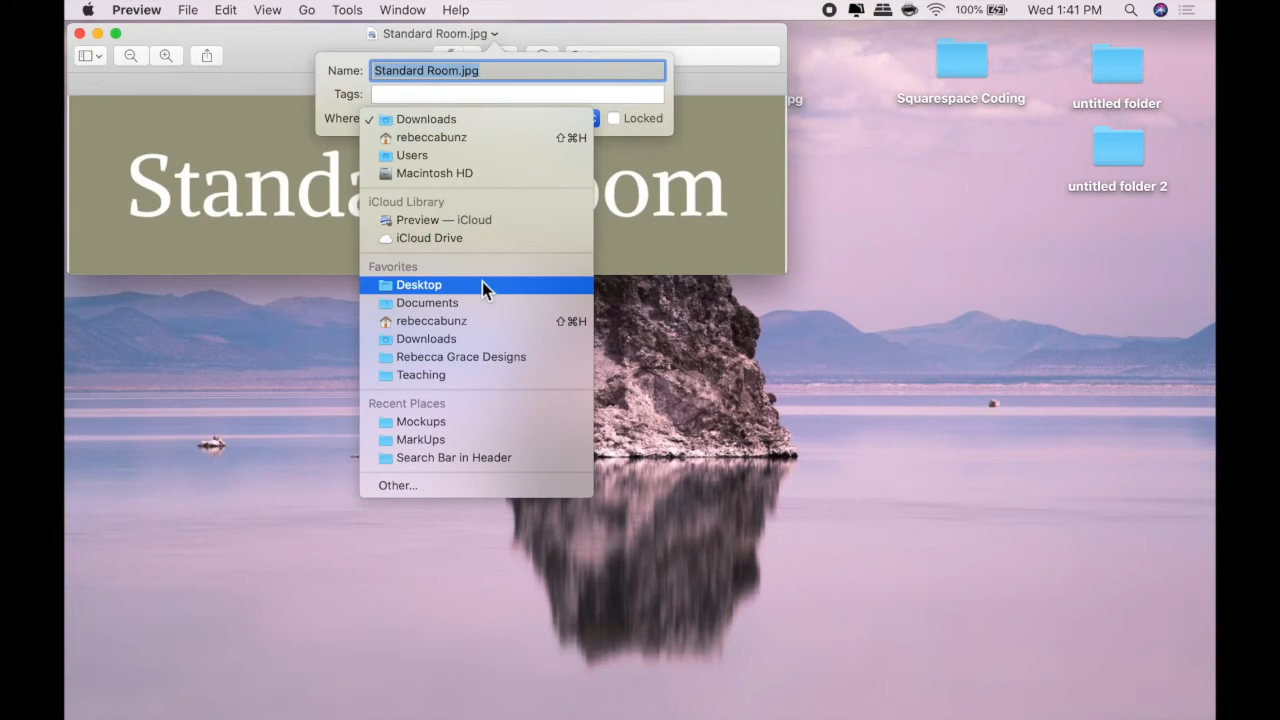 Preview File Edit View Go Tools Window Help 100% Wed 1:41 PM
Standard Room.jpg
Name: Standard Room.jpg
Tags:
Where Locked
Downloads
rebeccabunz ⇧⌘H
Users
Macintosh HD
iCloud Library
Preview — iCloud
iCloud Drive
Favorites
Desktop
Documents
rebeccabunz ⇧⌘H
Downloads
Rebecca Grace Designs
Teaching
Recent Places
Mockups
MarkUps
Search Bar in Header
Other...
Standa oom
pg
Squarespace Coding
untitled folder
untitled folder 2